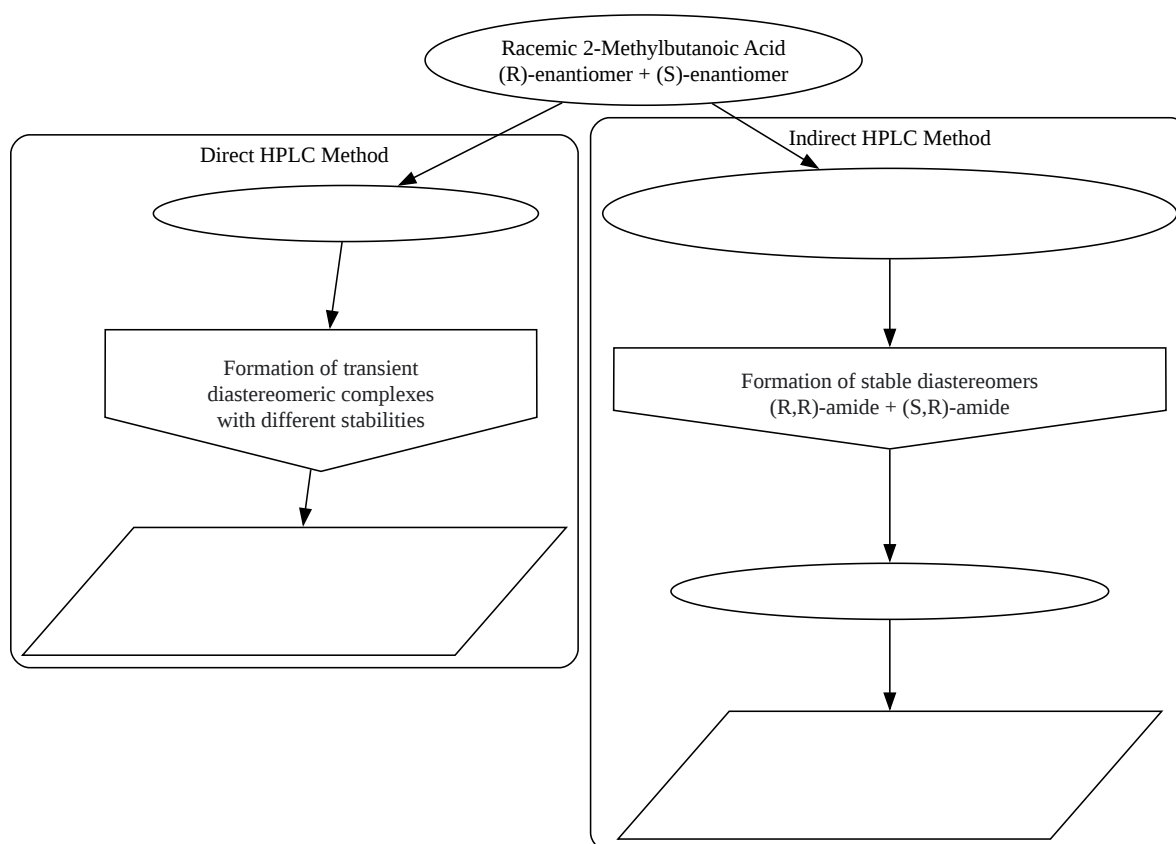 Racemic 2-Methylbutanoic Acid
(R)-enantiomer + (S)-enantiomer
Direct HPLC Method
Indirect HPLC Method
Formation of transient
diastereomeric complexes
with different stabilities
Formation of stable diastereomers
(R,R)-amide + (S,R)-amide